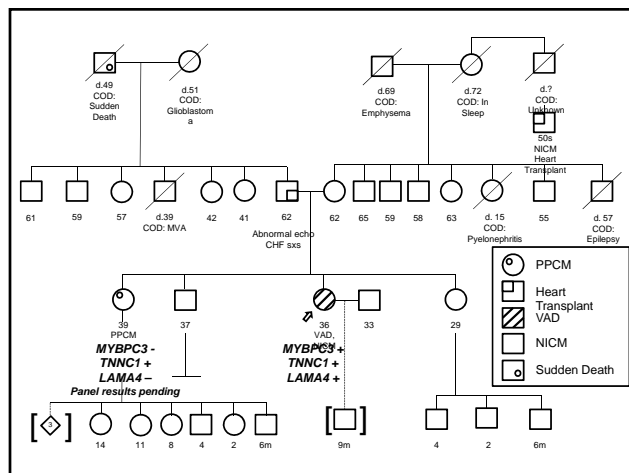 d.49
COD:
Sudden
Death
d.51
COD:
Glioblastom
a
d.69
COD:
Emphysema
d.72
COD: In
Sleep
d.?
COD:
Unkhown
50s
NICM
Heart
Transplant
61
59
57
d.39
COD: MVA
42
41
62
Abnormal echo
CHF sxs
62
65
59
58
63
d. 15
COD:
Pyelonephritis
55
d. 57
COD:
Epilepsy
PPCM
Heart
Transplant
VAD
NICM
Sudden Death
39
PPCM
MYBPC3 -
TNNC1 +
LAMA4 –
Panel results pending
37
36
VAD,
NICM
MYBPC3 +
TNNC1 +
LAMA4 +
33
29
3
14
11
8
4
2
6m
9m
4
2
6m